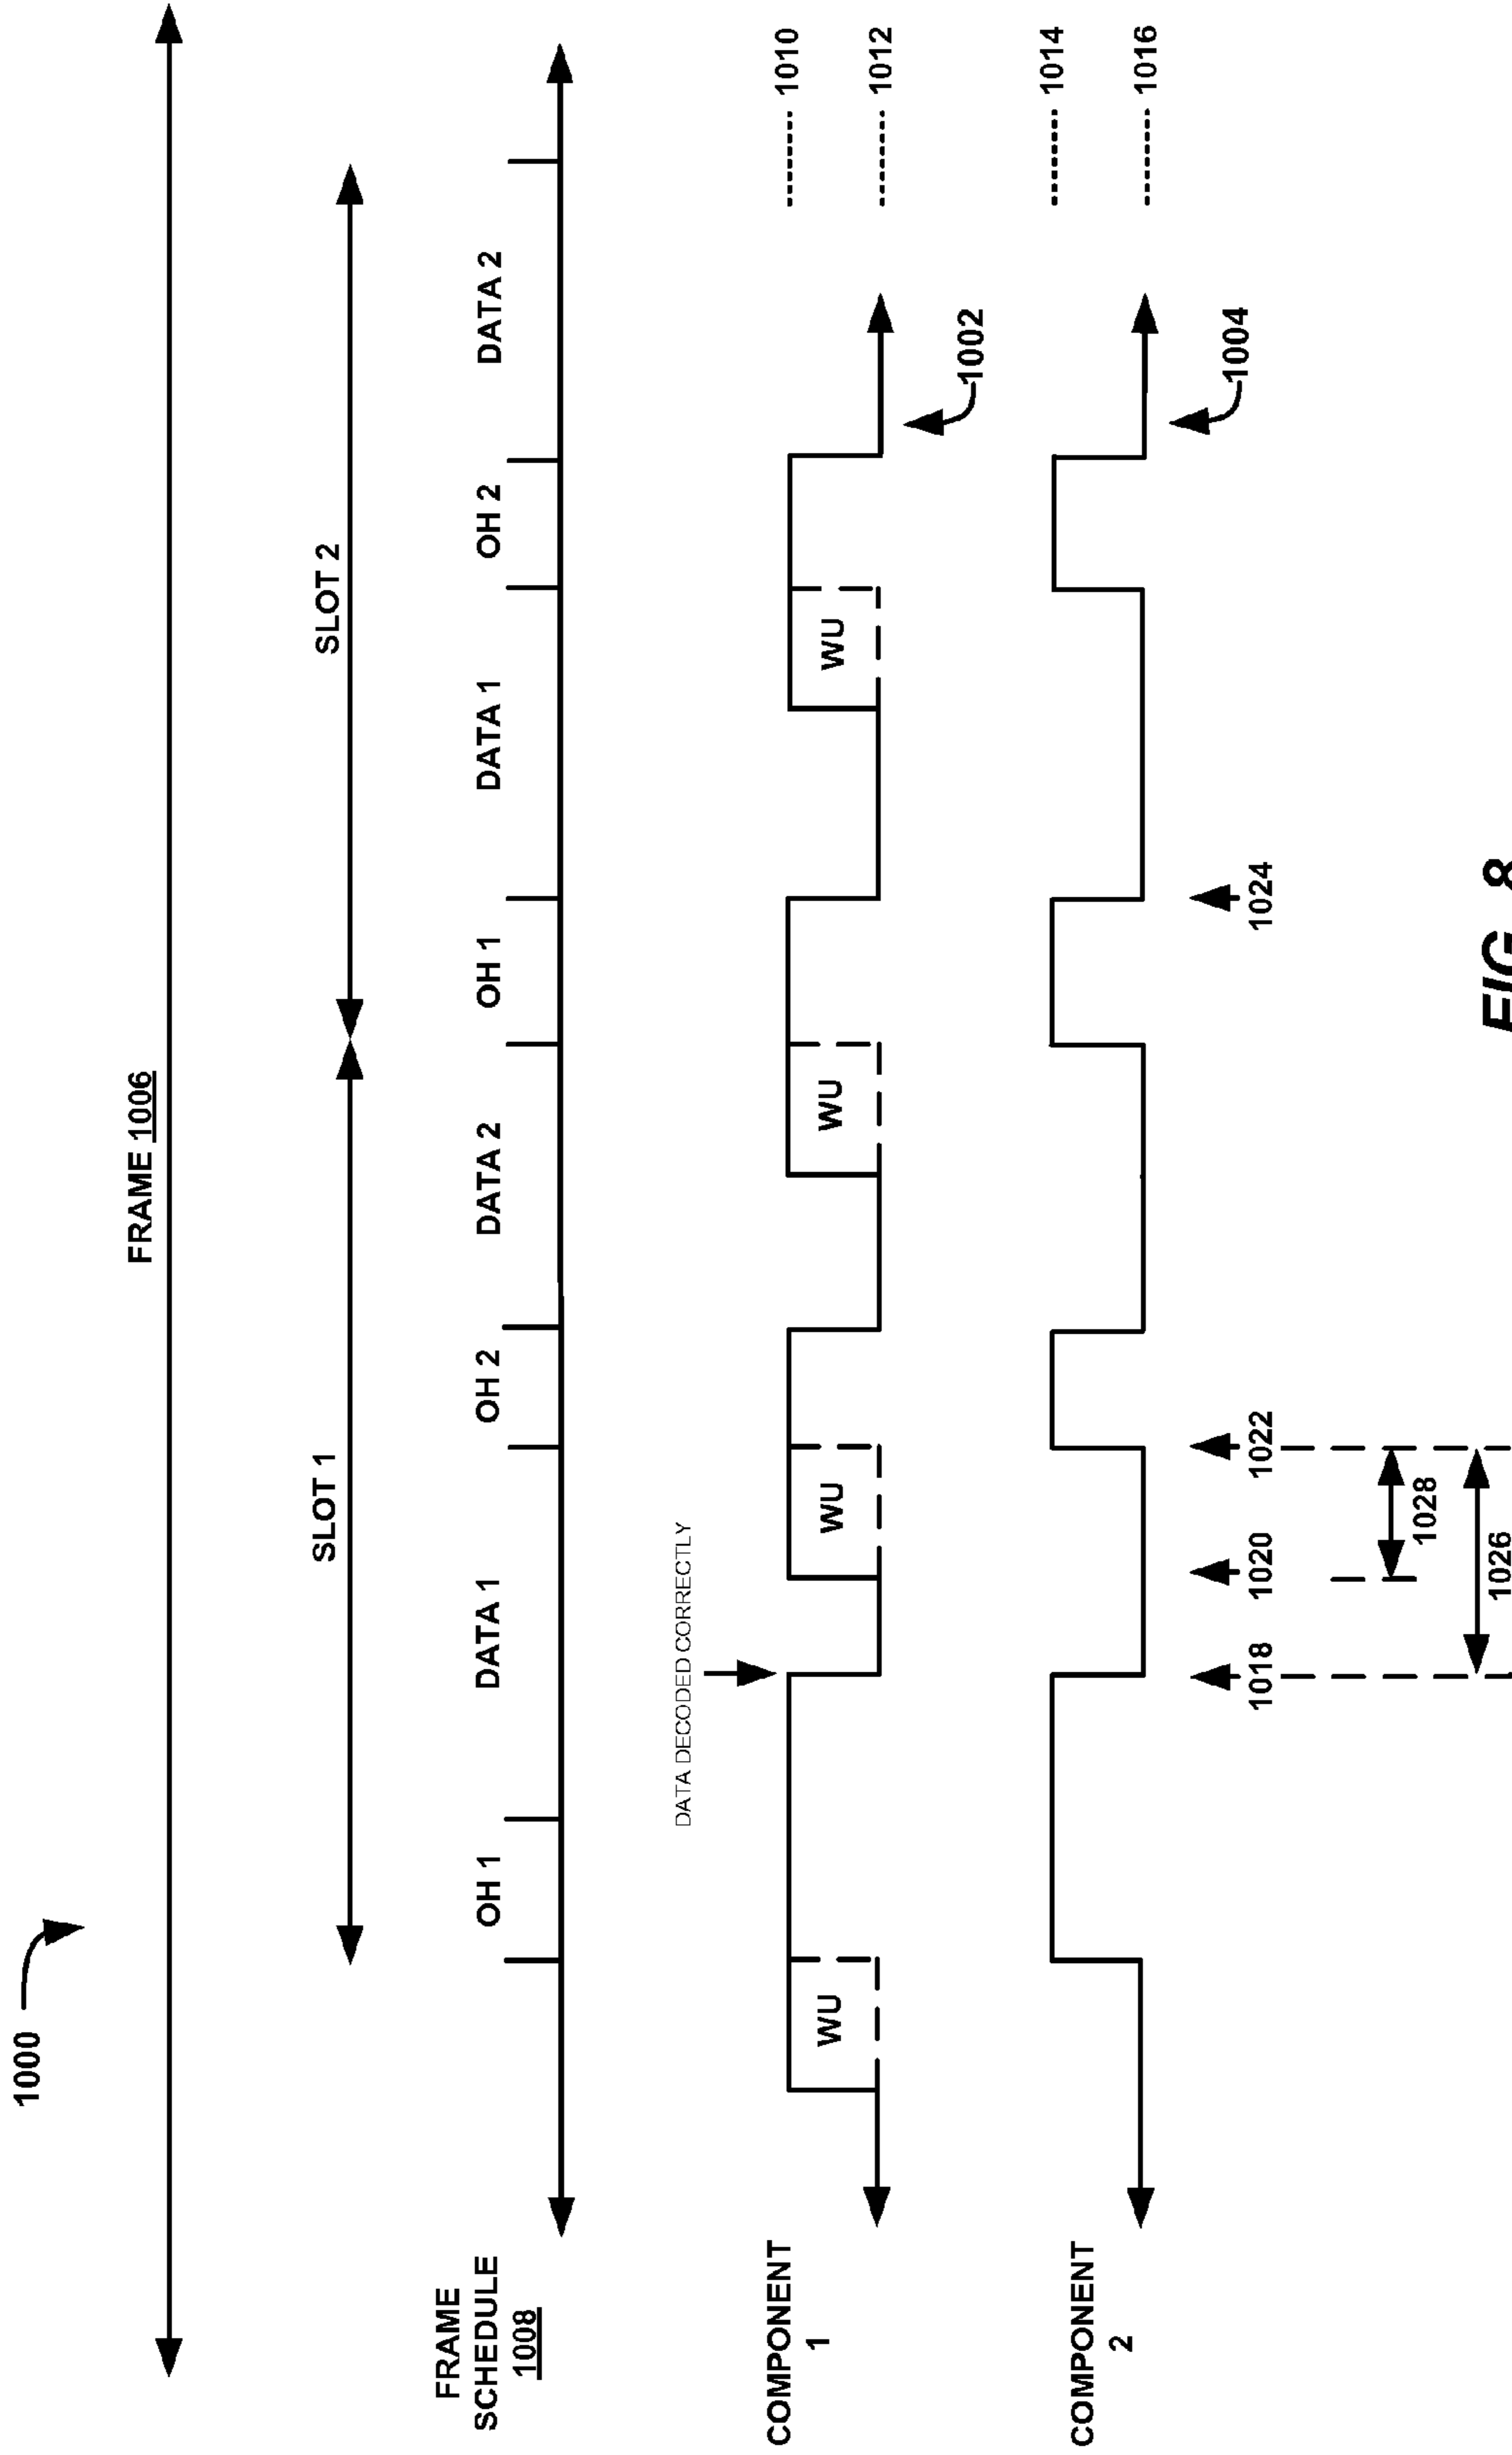 1000
FRAME 1006
SLOT 1
SLOT 2
OH 1
DATA 1
OH 2
DATA 2
OH 1
DATA 1
OH 2
DATA 2
FRAME
SCHEDULE
1008
DATA DECODED CORRECTLY
COMPONENT
1
WU
WU
WU
WU
1010
1012
1002
COMPONENT
2
1014
1016
1004
1018
1020
1022
1024
1028
1026
FIG. 8